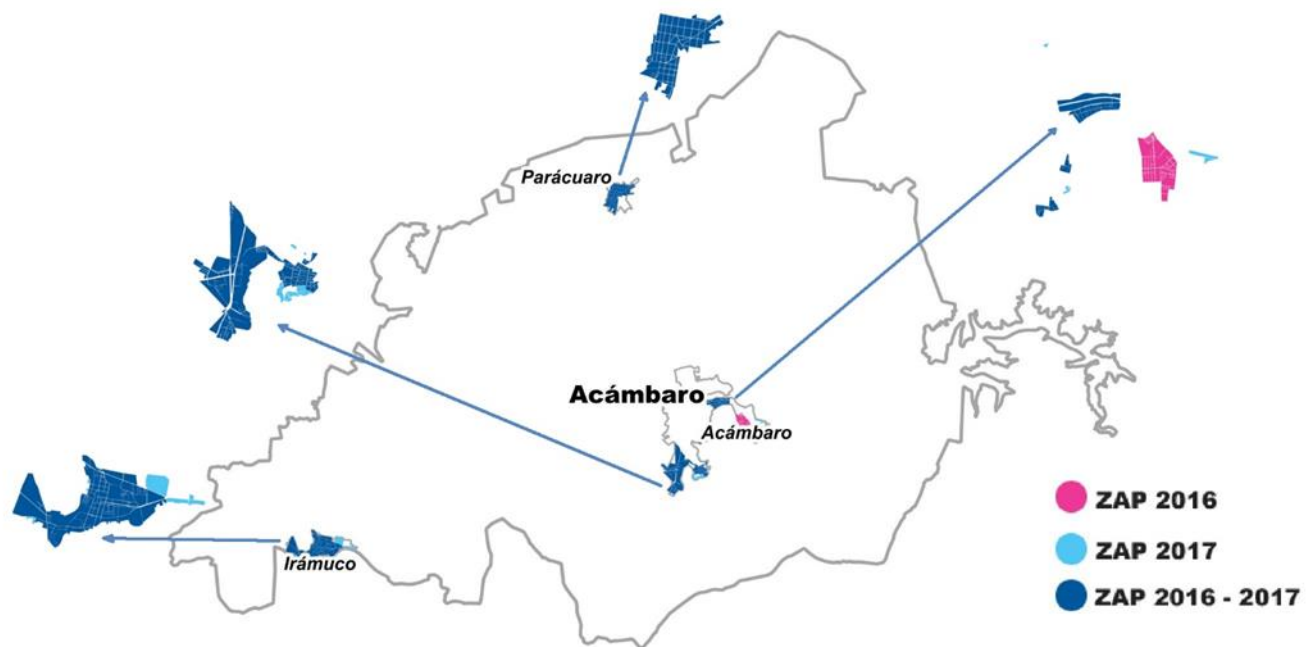 Parácuaro
Acámbaro
Acámbaro
Irámuco
ZAP 2016
ZAP 2017
ZAP 2016 - 2017